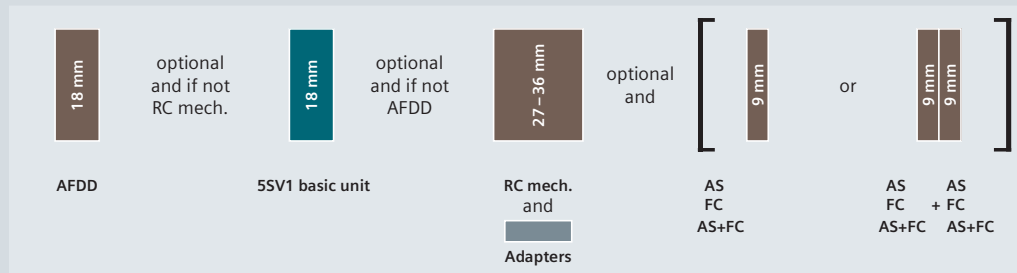 18 mm
optional
and if not
RC mech.
18 mm
optional
and if not
AFDD
27–36 mm
optional
and
9 mm
or
9 mm
9 mm
AFDD
5SV1 basic unit
RC mech.
and
Adapters
AS
FC
AS+FC
AS AS
FC + FC
AS+FC AS+FC